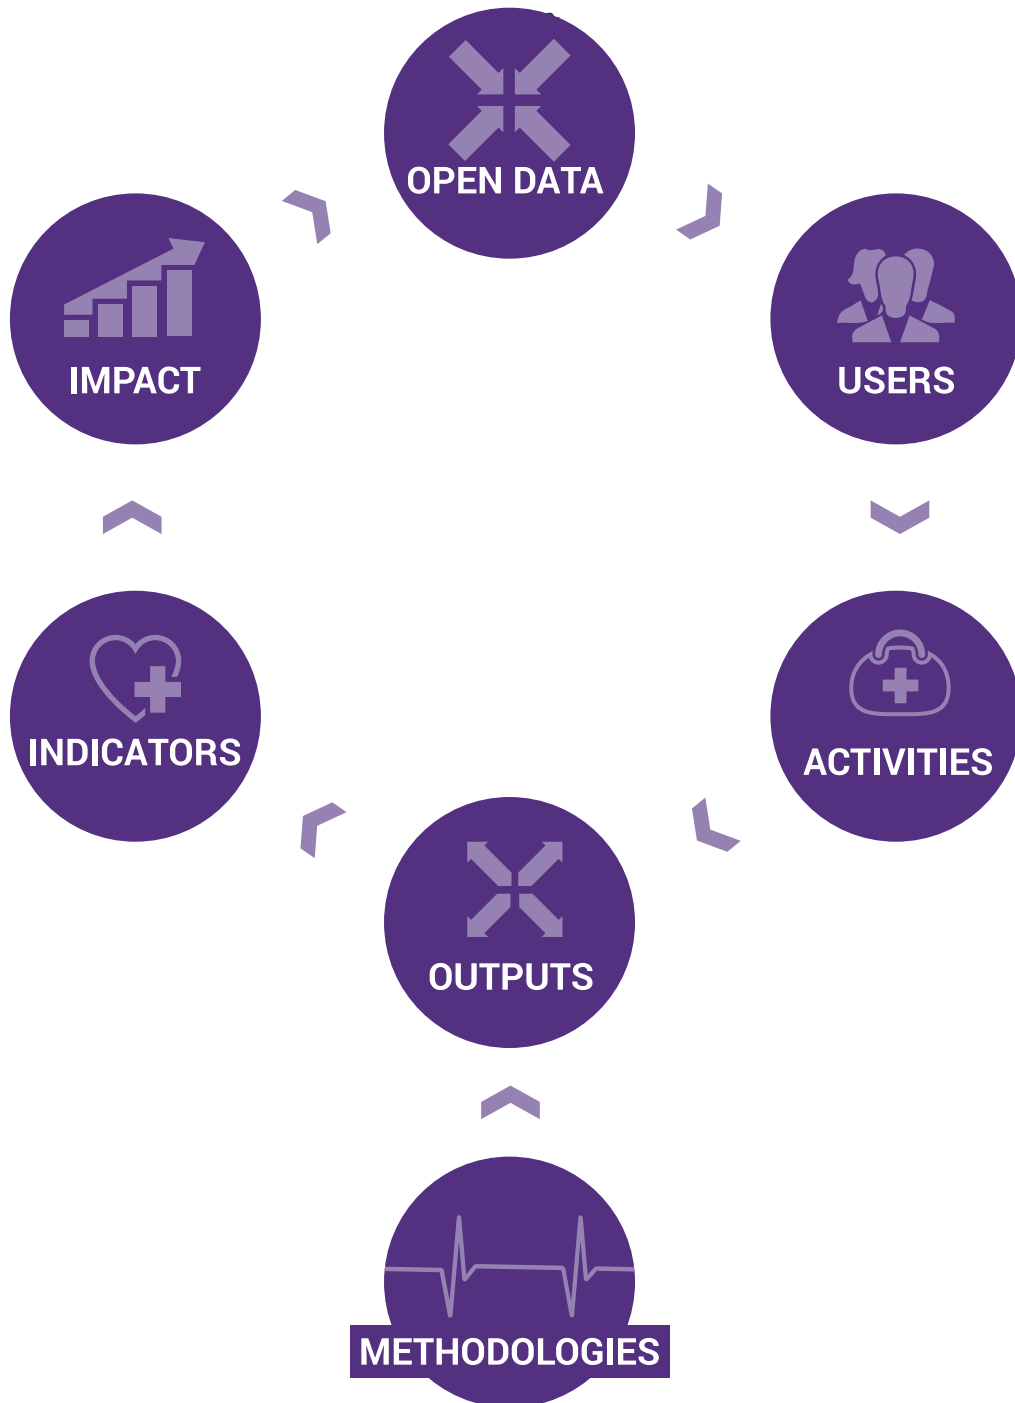 OPEN DATA
IMPACT
USERS
INDICATORS
ACTIVITIES
OUTPUTS
METHODOLOGIES